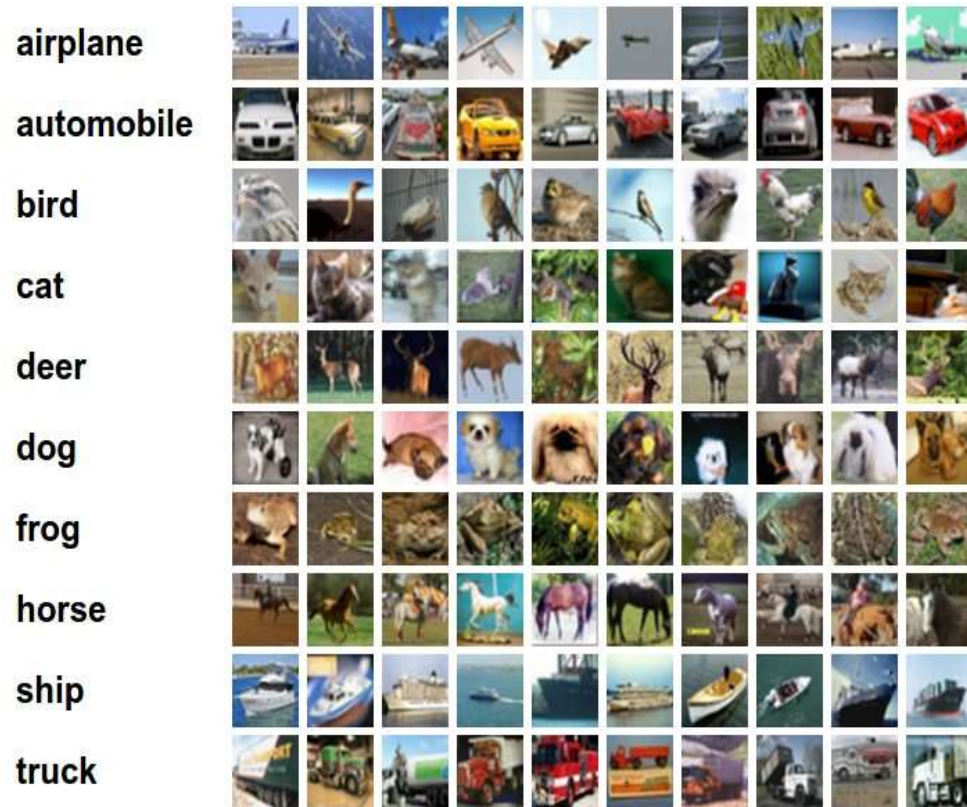 airplane
automobile
bird
cat
deer
dog
frog
horse
ship
truck